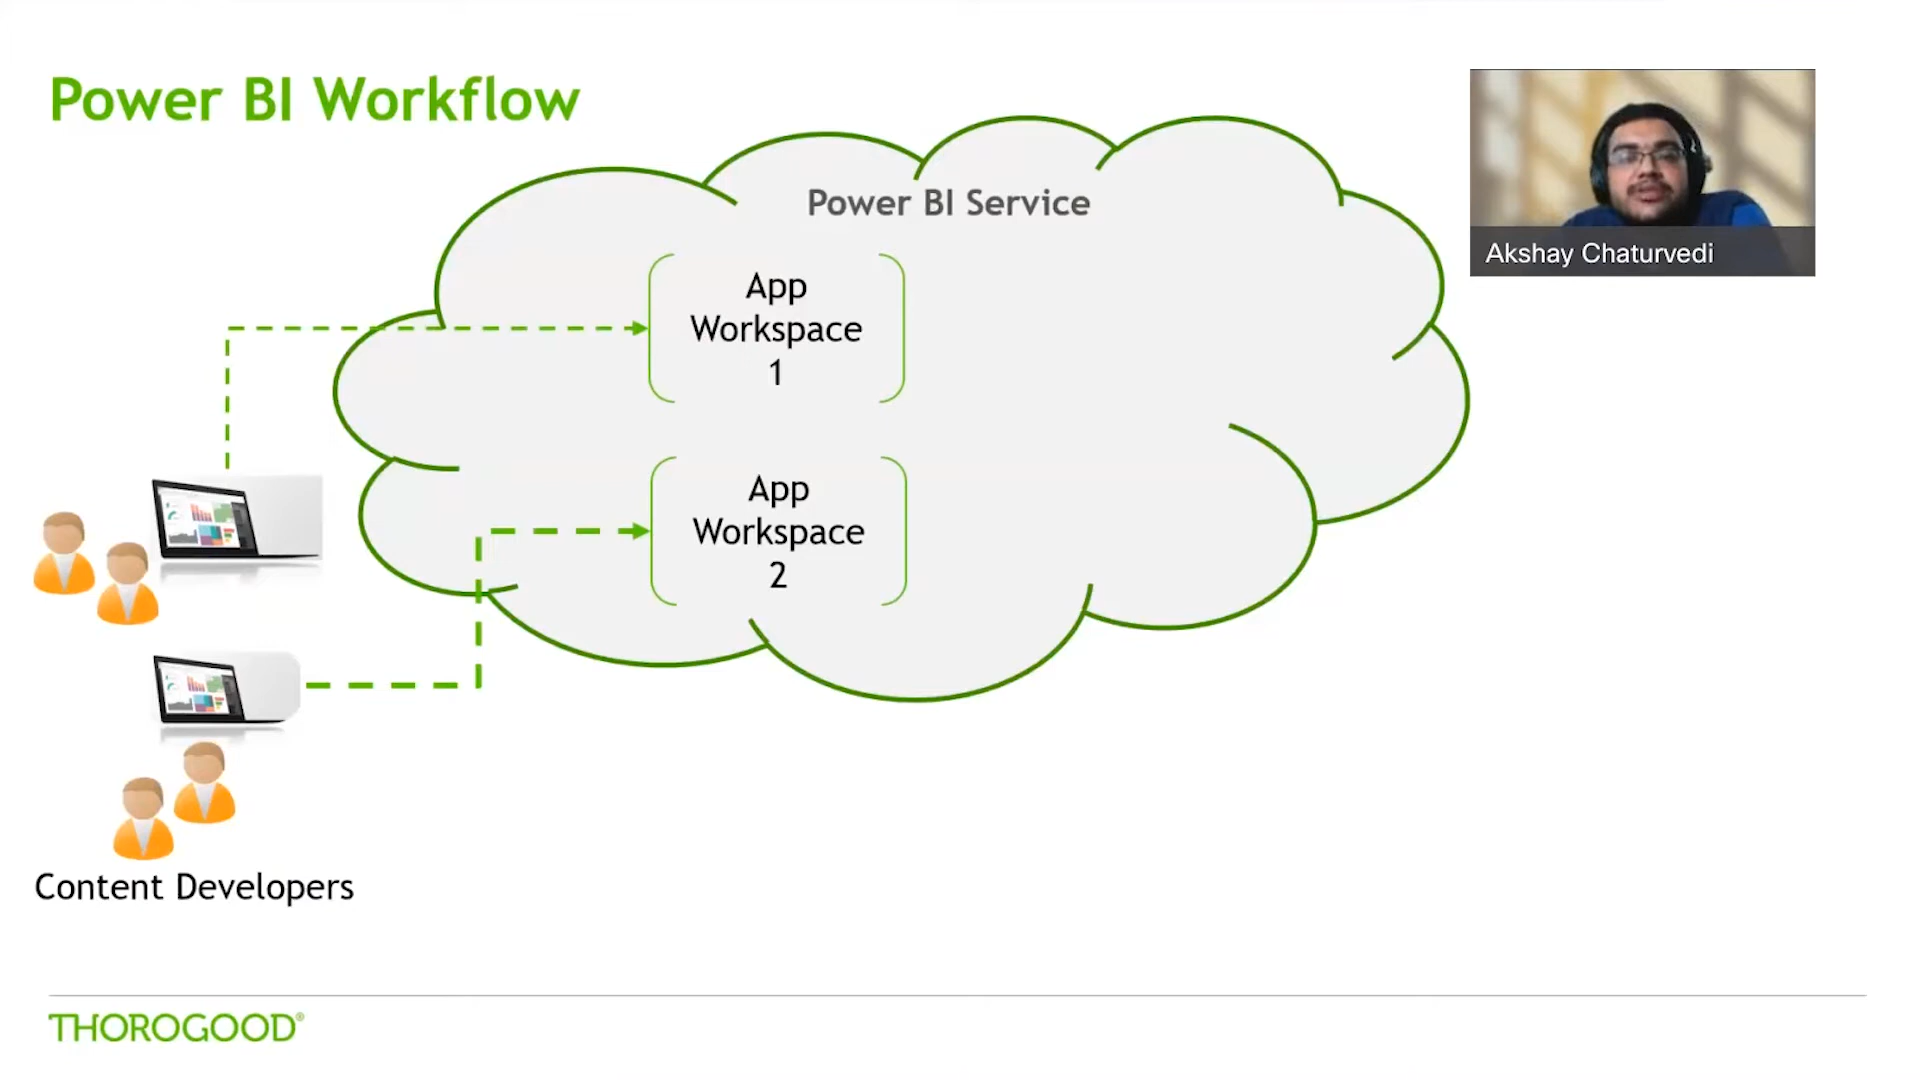 Power BI Workflow
Power BI Service
Akshay Chaturvedi
App
Workspace
1
App
Workspace
2
Content Developers
THOROGOOD®